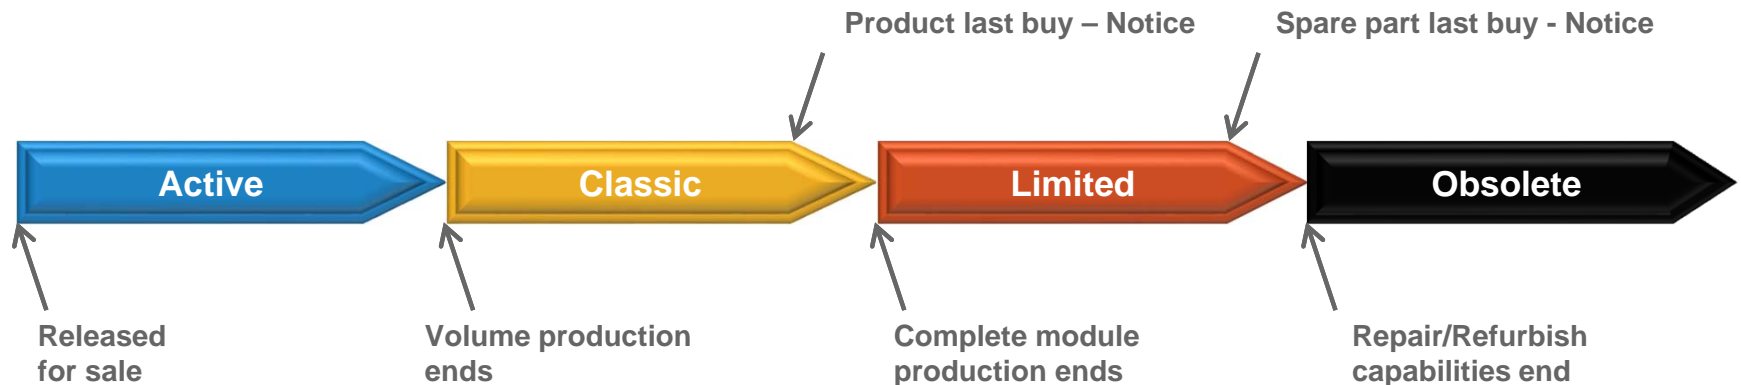 Product last buy – Notice
Spare part last buy - Notice
Active
Classic
Limited
Obsolete
Released
for sale
Volume production
ends
Complete module
production ends
Repair/Refurbish
capabilities end